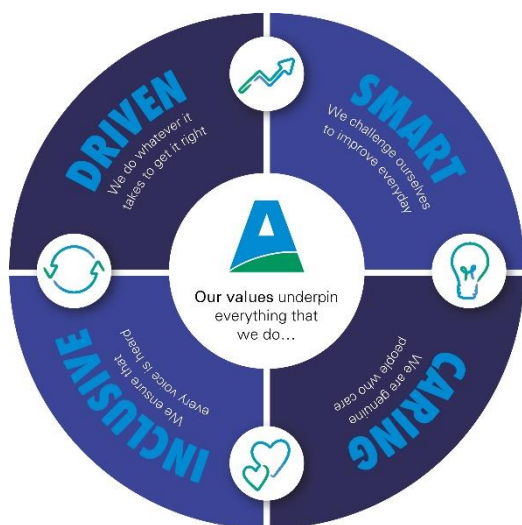 DRIVEN
We do whatever it
takes to get it right
SMART
We challenge ourselves
to improve everyday
Our values underpin
everything that
we do...
INCLUSIVE
We ensure that
every voice is heard
CARING
We are genuine
people who care